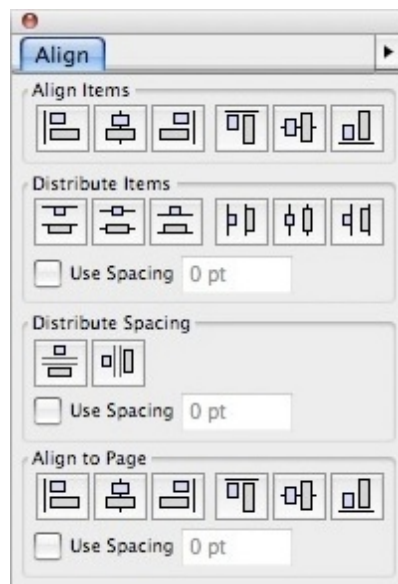 Align
Align Items
Distribute Items
Use Spacing 0 pt
Distribute Spacing
Use Spacing 0 pt
Align to Page
Use Spacing 0 pt